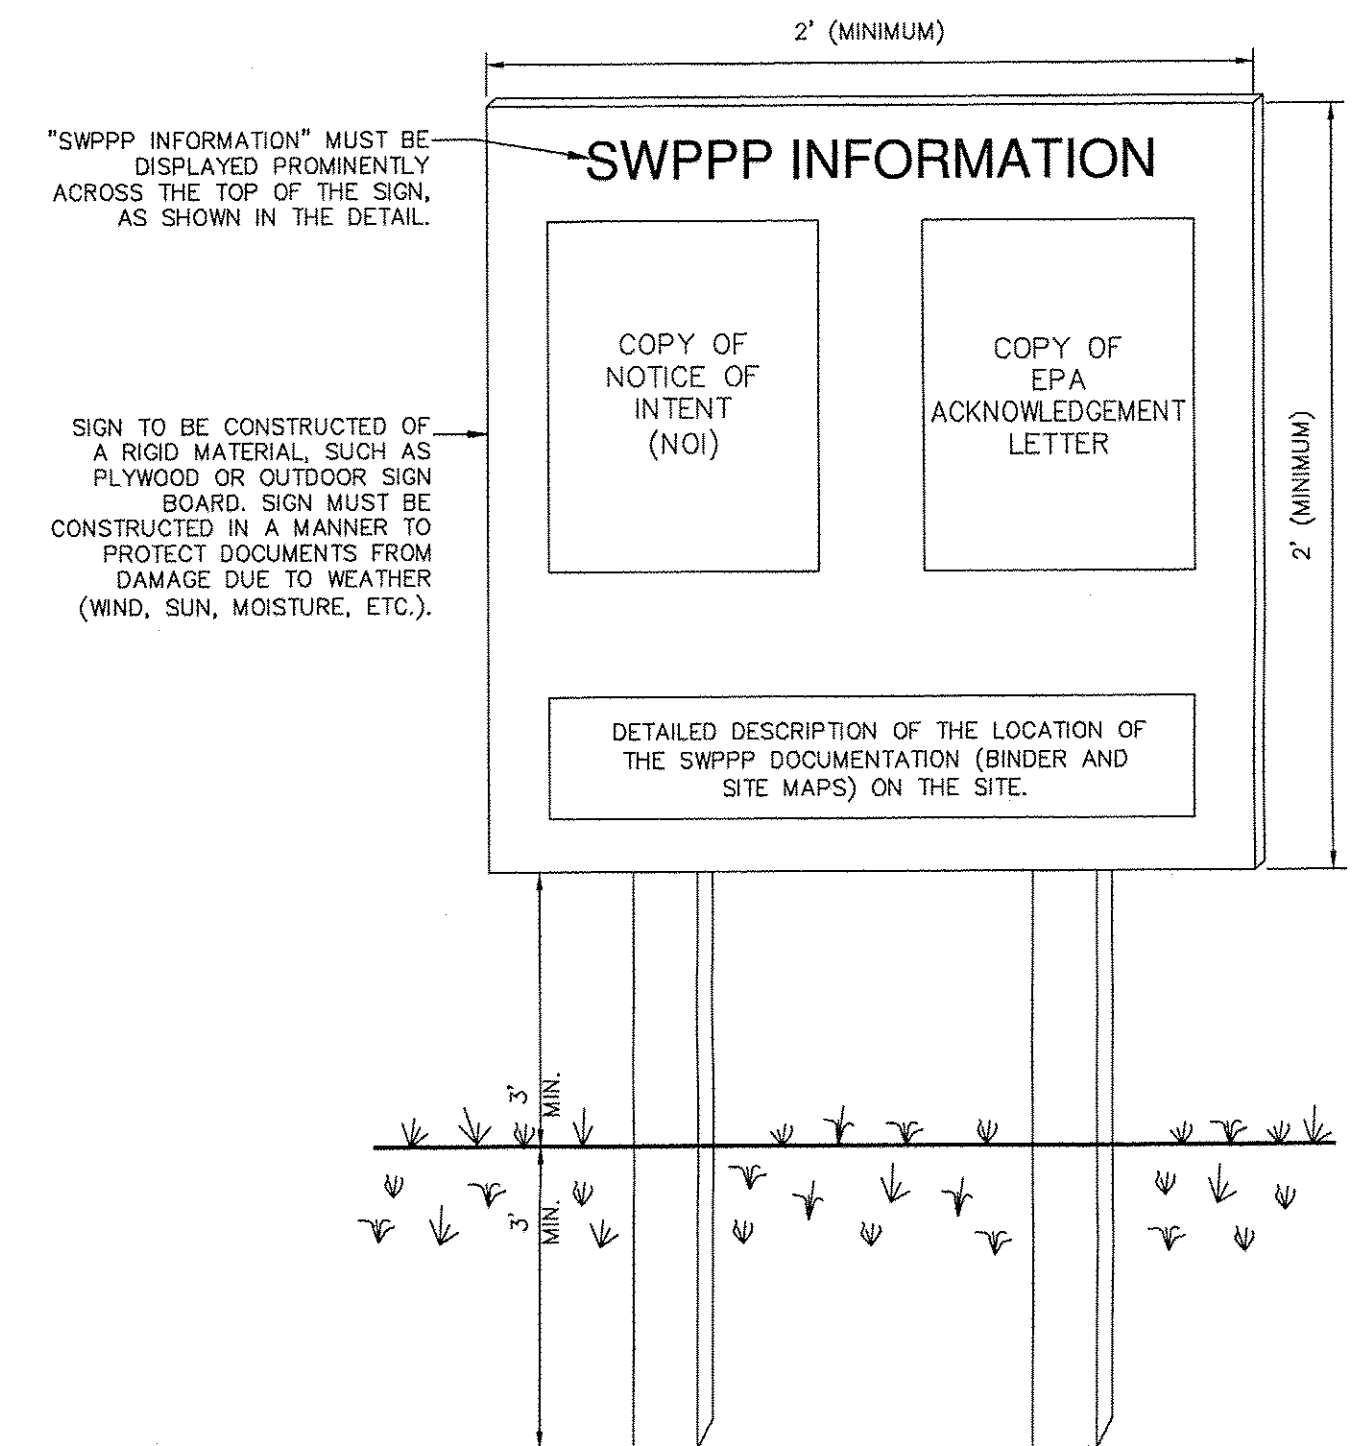 2' (MINIMUM)
"SWPPP INFORMATION" MUST BE
DISPLAYED PROMINENTLY
ACROSS THE TOP OF THE SIGN,
AS SHOWN IN THE DETAIL.
SWPPP INFORMATION
COPY OF
NOTICE OF
INTENT
(NOI)
COPY OF
EPA
ACKNOWLEDGEMENT
LETTER
2' (MINIMUM)
SIGN TO BE CONSTRUCTED OF
A RIGID MATERIAL, SUCH AS
PLYWOOD OR OUTDOOR SIGN
BOARD. SIGN MUST BE
CONSTRUCTED IN A MANNER TO
PROTECT DOCUMENTS FROM
DAMAGE DUE TO WEATHER
(WIND, SUN, MOISTURE, ETC.).
DETAILED DESCRIPTION OF THE LOCATION OF
THE SWPPP DOCUMENTATION (BINDER AND
SITE MAPS) ON THE SITE.
3'
MIN.
3'
MIN.